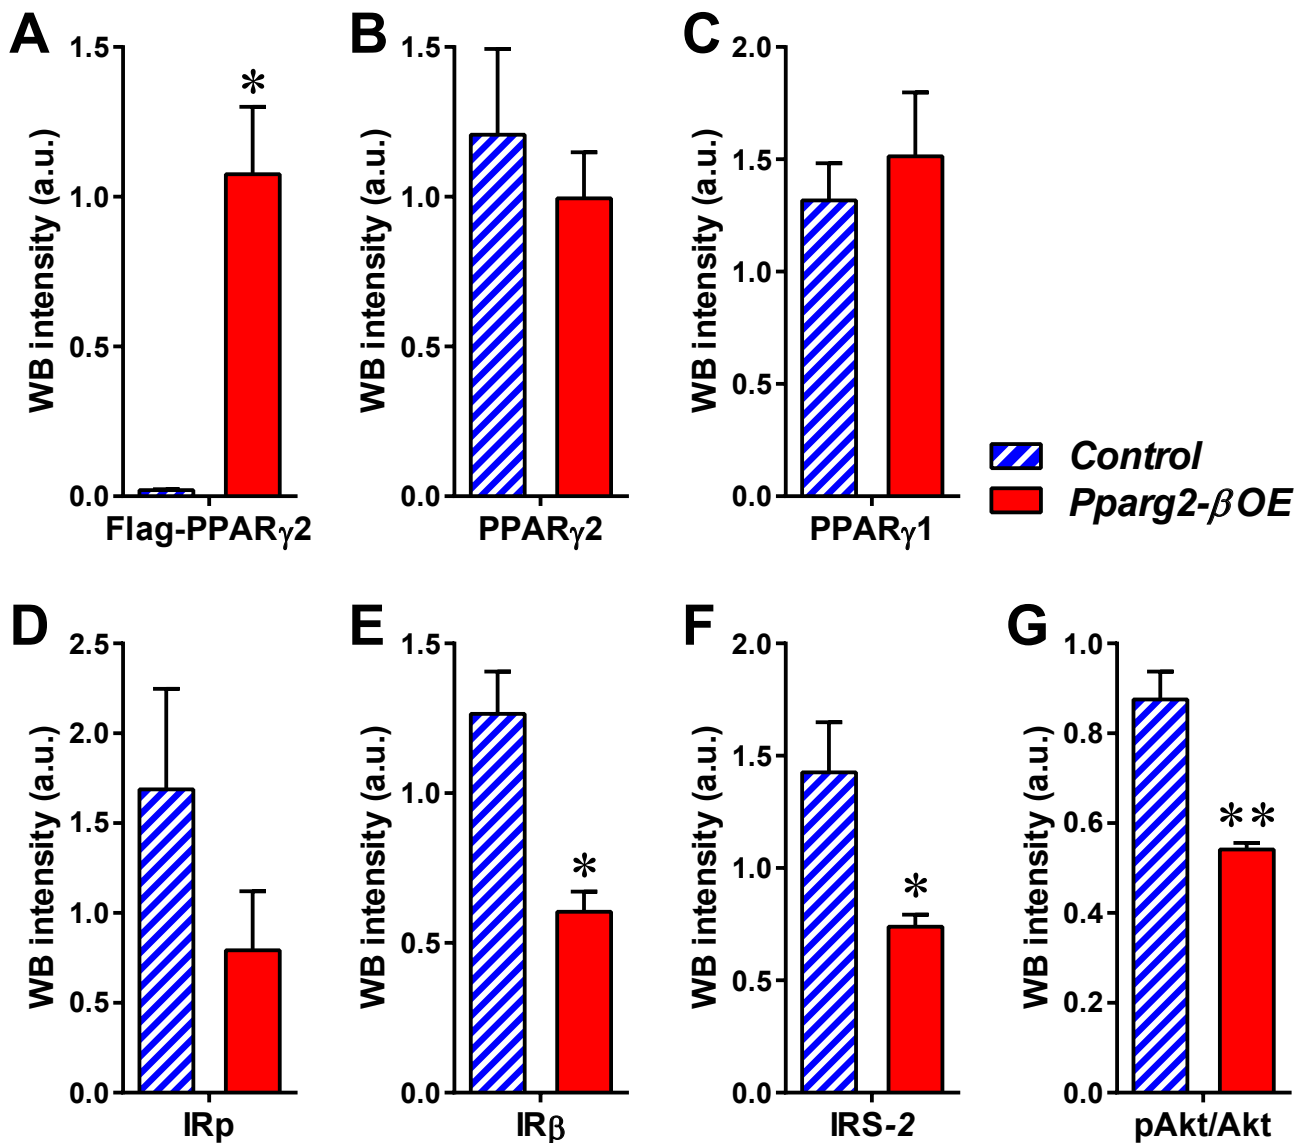 A
B
C
WB intensity (a.u.)
1.5
1.0
0.5
0.0
*
Flag-PPARγ2
WB intensity (a.u.)
1.5
1.0
0.5
0.0
PPARγ2
WB intensity (a.u.)
2.0
1.5
1.0
0.5
0.0
PPARγ1
Control
Pparg2-βOE
D
E
F
G
WB intensity (a.u.)
2.5
2.0
1.5
1.0
0.5
0.0
IRp
WB intensity (a.u.)
1.5
1.0
0.5
0.0
*
IRβ
WB intensity (a.u.)
2.0
1.5
1.0
0.5
0.0
*
IRS-2
WB intensity (a.u.)
1.0
0.8
0.6
0.4
0.2
0.0
**
pAkt/Akt